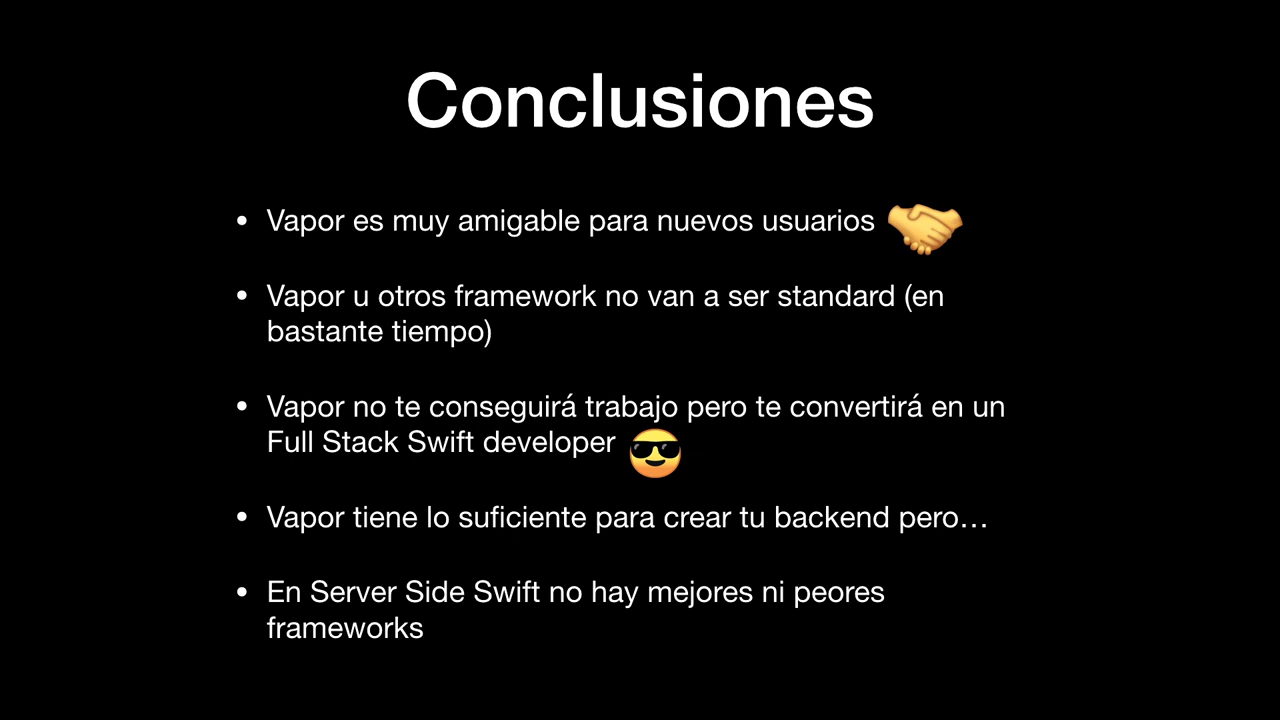 Conclusiones
• Vapor es muy amigable para nuevos usuarios 🤝
• Vapor u otros framework no van a ser standard (en
bastante tiempo)
• Vapor no te conseguirá trabajo pero te convertirá en un
Full Stack Swift developer 😎
• Vapor tiene lo suficiente para crear tu backend pero…
• En Server Side Swift no hay mejores ni peores
frameworks